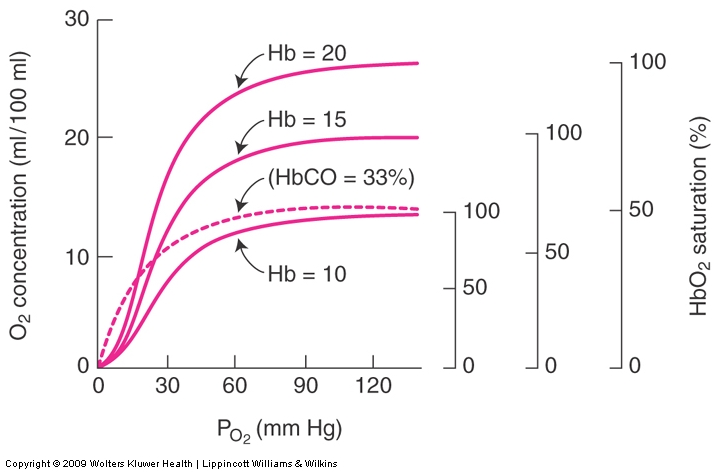 30
Hb = 20
100
Hb = 15
20
100
(HbCO = 33%)
100
50
10
50
50
Hb = 10
0
0
0
0
0
30
60
90
120
P_O₂ (mm Hg)
O₂ concentration (ml/100 ml)
HbO₂ saturation (%)
Copyright © 2009 Wolters Kluwer Health | Lippincott Williams & Wilkins